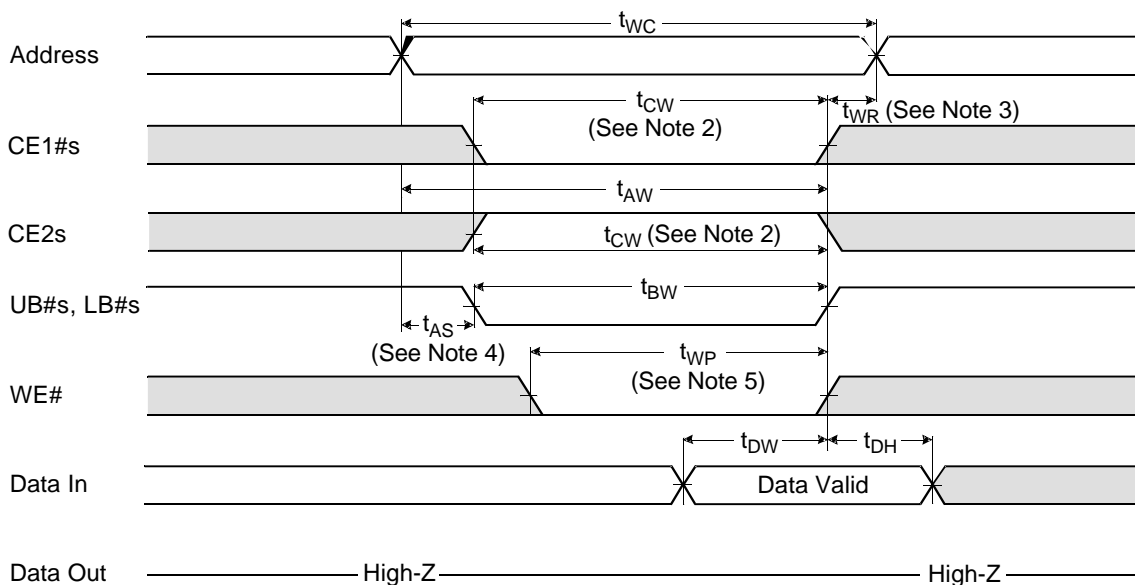 tWC
Address
tCW
(See Note 2)
tWR (See Note 3)
CE1#s
tAW
CE2s
tCW (See Note 2)
UB#s, LB#s
tBW
tAS
(See Note 4)
tWP
(See Note 5)
WE#
tDW
tDH
Data In
Data Valid
Data Out
High-Z
High-Z